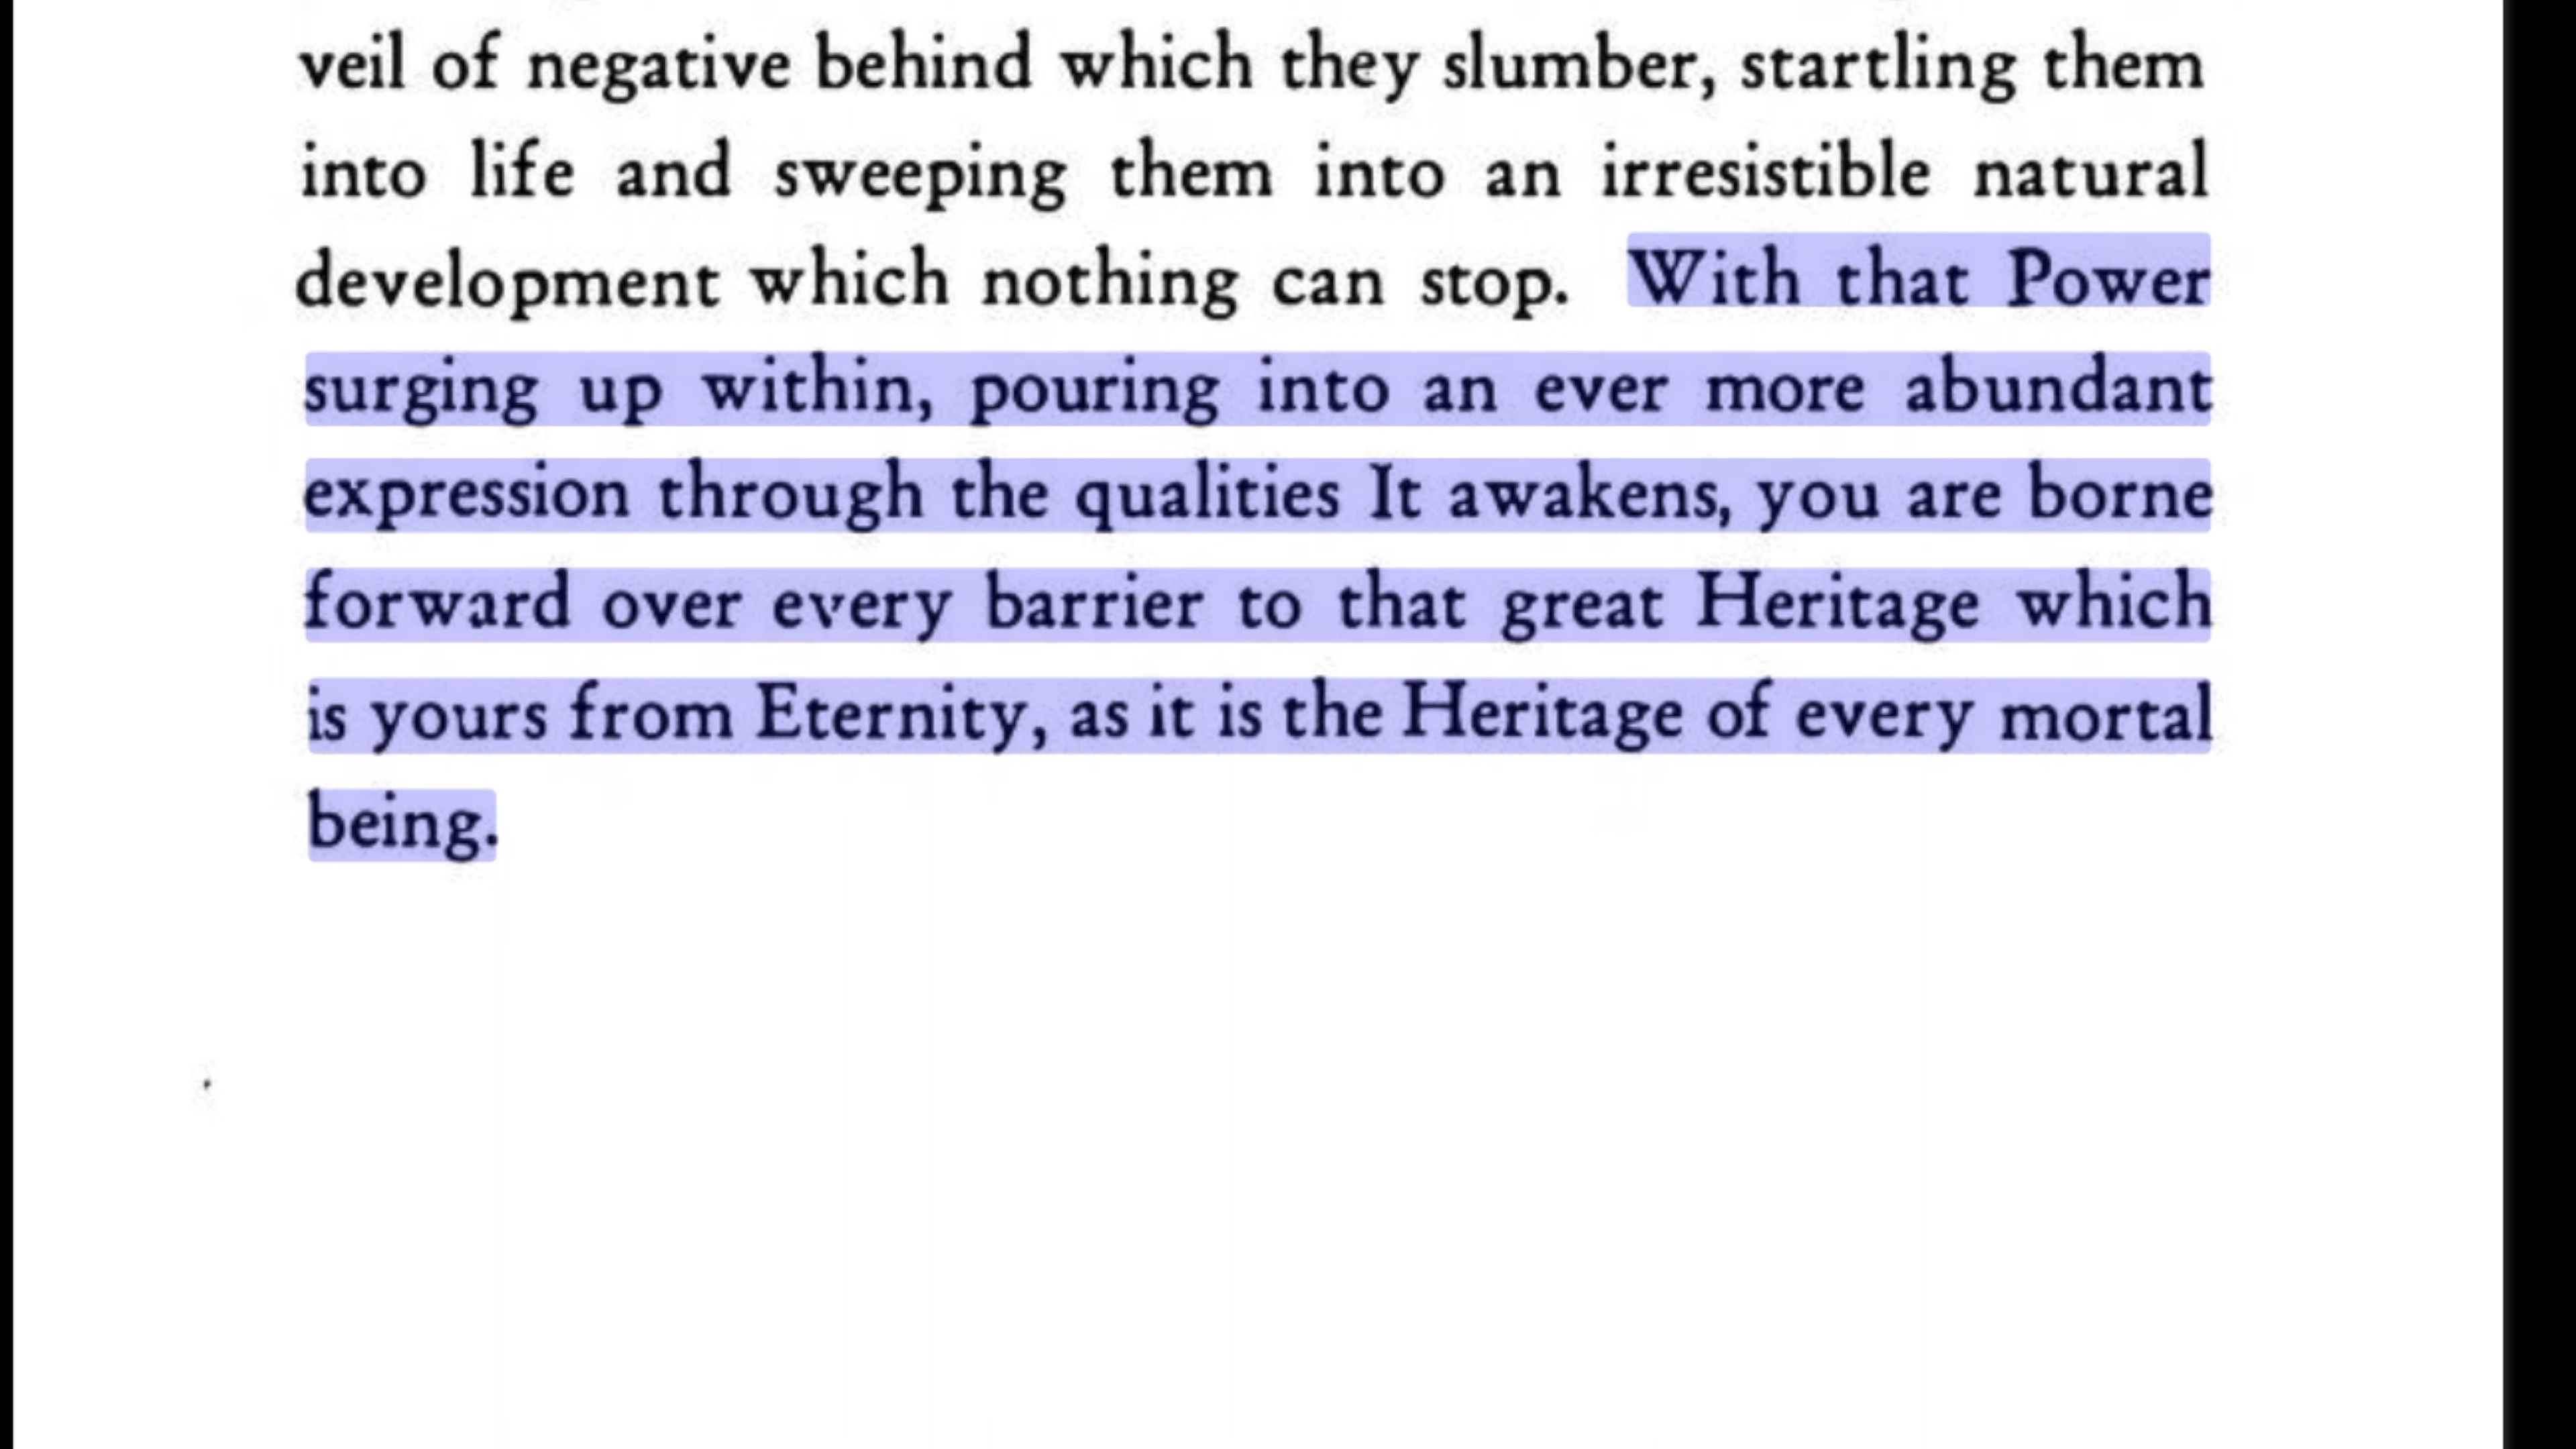 veil of negative behind which they slumber, startling them
into life and sweeping them into an irresistible natural
development which nothing can stop. With that Power
surging up within, pouring into an ever more abundant
expression through the qualities It awakens, you are borne
forward over every barrier to that great Heritage which
is yours from Eternity, as it is the Heritage of every mortal
being.